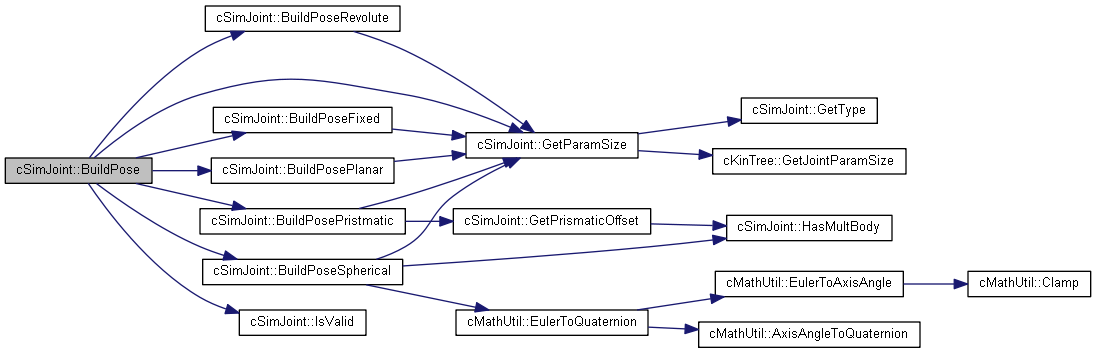 cSimJoint::BuildPoseRevolute
cSimJoint::GetType
cSimJoint::BuildPoseFixed
cSimJoint::GetParamSize
cKinTree::GetJointParamSize
cSimJoint::BuildPose
cSimJoint::BuildPosePlanar
cSimJoint::BuildPosePristmatic
cSimJoint::GetPrismaticOffset
cSimJoint::HasMultBody
cSimJoint::BuildPoseSpherical
cMathUtil::EulerToAxisAngle
cMathUtil::Clamp
cSimJoint::IsValid
cMathUtil::EulerToQuaternion
cMathUtil::AxisAngleToQuaternion